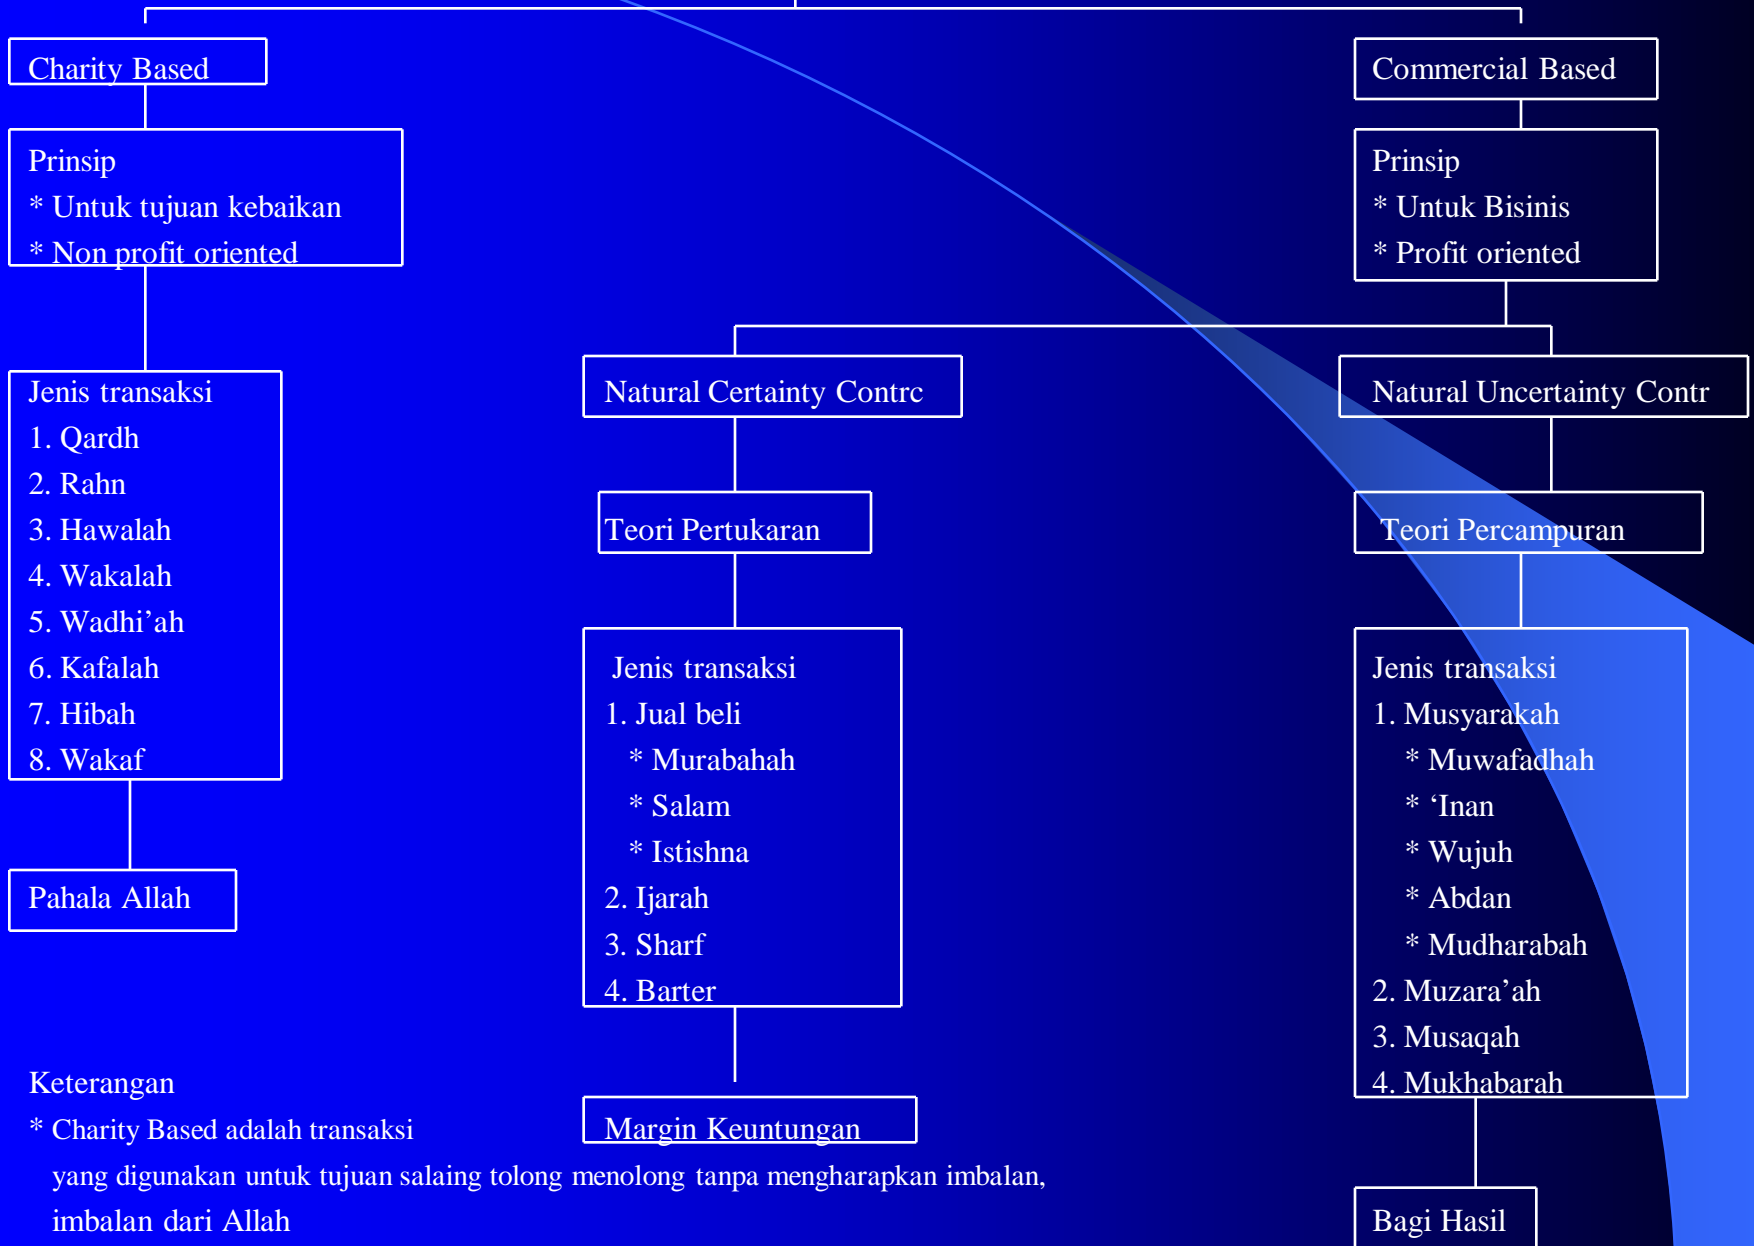 Charity Based
Commercial Based
Prinsip
* Untuk tujuan kebaikan
* Non profit oriented
Prinsip
* Untuk Bisinis
* Profit oriented
Jenis transaksi
1. Qardh
2. Rahn
3. Hawalah
4. Wakalah
5. Wadhi’ah
6. Kafalah
7. Hibah
8. Wakaf
Pahala Allah
Natural Certainty Contrc
Teori Pertukaran
Jenis transaksi
1. Jual beli
* Murabahah
* Salam
* Istishna
2. Ijarah
3. Sharf
4. Barter
Margin Keuntungan
Natural Uncertainty Contr
Teori Percampuran
Jenis transaksi
1. Musyarakah
* Muwafadhah
* ‘Inan
* Wujuh
* Abdan
* Mudharabah
2. Muzara’ah
3. Musaqah
4. Mukhabarah
Bagi Hasil
Keterangan
* Charity Based adalah transaksi
yang digunakan untuk tujuan salaing tolong menolong tanpa mengharapkan imbalan,
imbalan dari Allah